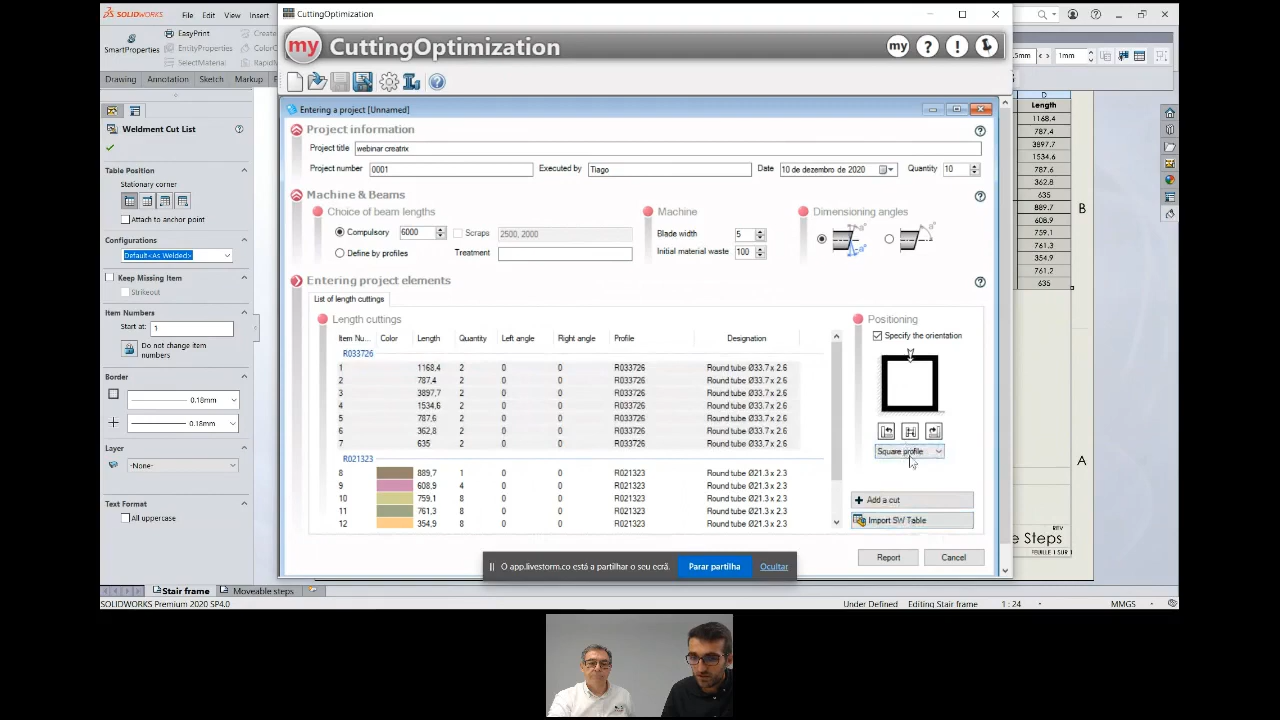 SOLIDWORKS File Edit View Insert
CuttingOptimization
SmartProperties
EasyPrint
EntityProperties
SelectMaterial
Drawing Annotation Sketch Markup
my CuttingOptimization my ? !
Weldment Cut List
Table Position
Stationary corner
Attach to anchor point
Configurations
Default<As Welded>
Keep Missing Item
Strikeout
Item Numbers
Start at: 1
Do not change item numbers
Border
0.18mm
0.18mm
Layer
-None-
Text Format
All uppercase
Entering a project [Unnamed]
Project information
Project title webinar creatrix
Project number 0001 Executed by Tiago Date 10 de dezembro de 2020 Quantity 10
Machine & Beams
Choice of beam lengths Machine Dimensioning angles
Compulsory 6000 Scraps 2500, 2000 Blade width 5
Define by profiles Treatment Initial material waste 100
Entering project elements
List of length cuttings
Length cuttings
Item Nu... Color Length Quantity Left angle Right angle Profile Designation
R033726
1 1168,4 2 0 0 R033726 Round tube Ø33.7 x 2.6
2 787,4 2 0 0 R033726 Round tube Ø33.7 x 2.6
3 3897,7 2 0 0 R033726 Round tube Ø33.7 x 2.6
4 1534,6 2 0 0 R033726 Round tube Ø33.7 x 2.6
5 787,6 2 0 0 R033726 Round tube Ø33.7 x 2.6
6 362,8 2 0 0 R033726 Round tube Ø33.7 x 2.6
7 635 2 0 0 R033726 Round tube Ø33.7 x 2.6
R021323
8 889,7 1 0 0 R021323 Round tube Ø21.3 x 2.3
9 608,9 4 0 0 R021323 Round tube Ø21.3 x 2.3
10 759,1 8 0 0 R021323 Round tube Ø21.3 x 2.3
11 761,3 8 0 0 R021323 Round tube Ø21.3 x 2.3
12 354,9 8 0 0 R021323 Round tube Ø21.3 x 2.3
Positioning
Specify the orientation
Square profile
Add a cut
Import SW Table
Report Cancel
1mm
D
Length
1168.4
787.4
3897.7
1534.6
787.6
362.8
635
889.7
608.9
759.1
761.3
354.9
761.2
635
B
A
REV
e Steps
FEUILLE 1 SUR 1
O app.livestorm.co está a partilhar o seu ecrã. Parar partilha Ocultar
Stair frame Moveable steps
SOLIDWORKS Premium 2020 SP4.0 Under Defined Editing Stair frame 1 : 24 MMGS